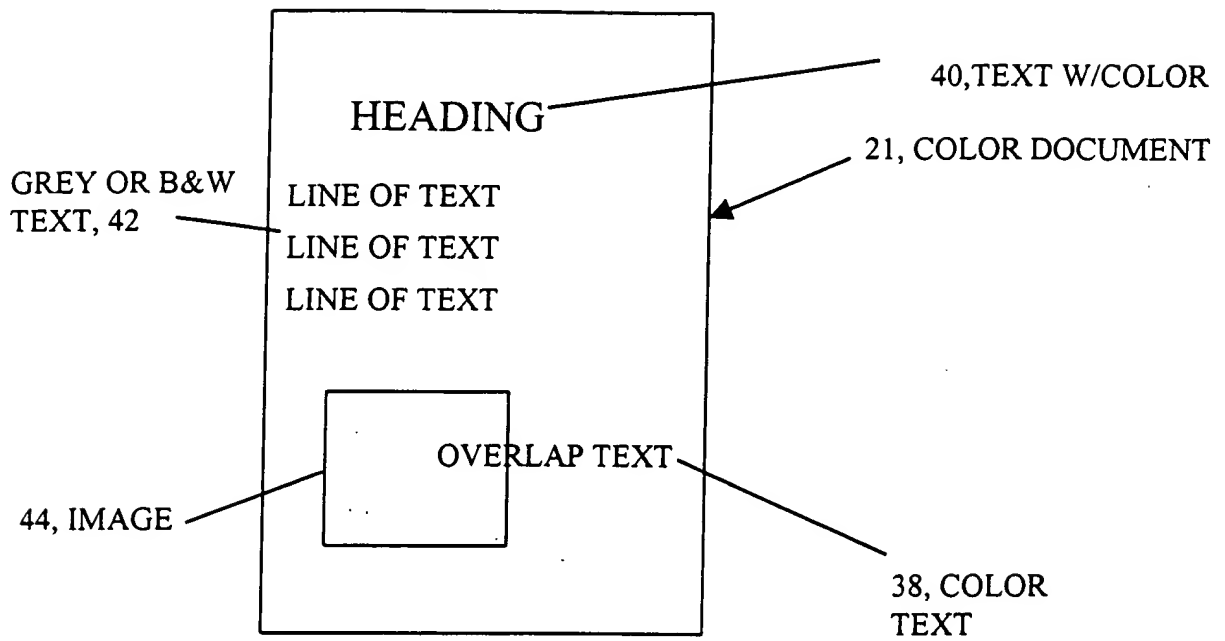 40,TEXT W/COLOR
HEADING
21, COLOR DOCUMENT
GREY OR B&W
TEXT, 42
LINE OF TEXT
LINE OF TEXT
LINE OF TEXT
OVERLAP TEXT
44, IMAGE
38, COLOR
TEXT